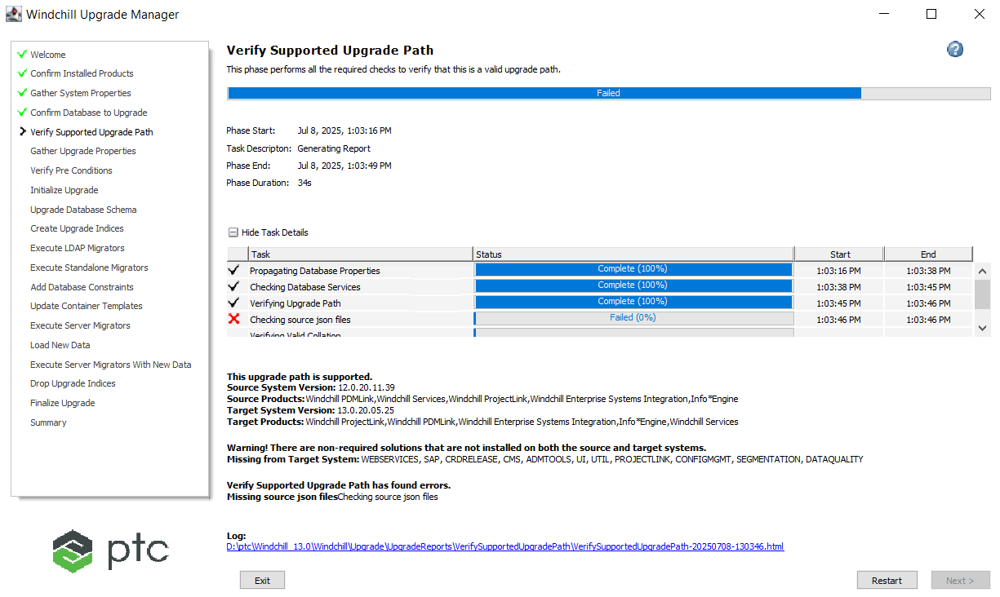 Windchill Upgrade Manager
Welcome
Confirm Installed Products
Gather System Properties
Confirm Database to Upgrade
Verify Supported Upgrade Path
Gather Upgrade Properties
Verify Pre Conditions
Initialize Upgrade
Upgrade Database Schema
Create Upgrade Indices
Execute LDAP Migrators
Execute Standalone Migrators
Add Database Constraints
Update Container Templates
Execute Server Migrators
Load New Data
Execute Server Migrators With New Data
Drop Upgrade Indices
Finalize Upgrade
Summary
ptc
Verify Supported Upgrade Path
?
This phase performs all the required checks to verify that this is a valid upgrade path.
Failed
Phase Start: Jul 8, 2025, 1:03:16 PM
Task Descripton: Generating Report
Phase End: Jul 8, 2025, 1:03:49 PM
Phase Duration: 34s
Hide Task Details
Task Status Start End
Propagating Database Properties Complete (100%) 1:03:16 PM 1:03:38 PM
Checking Database Services Complete (100%) 1:03:38 PM 1:03:45 PM
Verifying Upgrade Path Complete (100%) 1:03:45 PM 1:03:46 PM
Checking source json files Failed (0%) 1:03:46 PM 1:03:46 PM
Verifying Valid Collation
This upgrade path is supported.
Source System Version: 12.0.20.11.39
Source Products: Windchill PDMLink,Windchill Services,Windchill ProjectLink,Windchill Enterprise Systems Integration,Info*Engine
Target System Version: 13.0.20.05.25
Target Products: Windchill ProjectLink,Windchill PDMLink,Windchill Enterprise Systems Integration,Info*Engine,Windchill Services
Warning! There are non-required solutions that are not installed on both the source and target systems.
Missing from Target System: WEBSERVICES, SAP, CRDRELEASE, CMS, ADMTOOLS, UI, UTIL, PROJECTLINK, CONFIGMGMT, SEGMENTATION, DATAQUALITY
Verify Supported Upgrade Path has found errors.
Missing source json filesChecking source json files
Log:
D:\ptc\Windchill_13.0\Windchill\Upgrade\UpgradeReports\VerifySupportedUpgradePath\VerifySupportedUpgradePath-20250708-130346.html
Exit Restart Next >